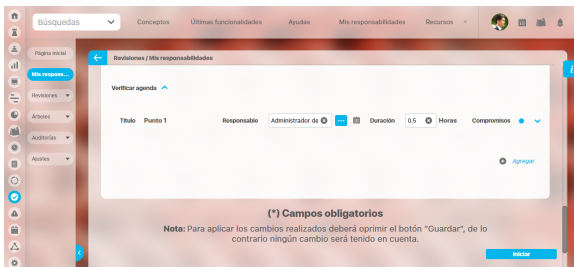 Búsquedas
Conceptos
Últimas funcionalidades
Ayudas
Mis responsabilidades
Recursos
Página inicial
Mis respons...
Revisiones
Árboles
Auditorías
Ajustes
Revisiones / Mis responsabilidades
Verificar agenda
Título Punto 1 Responsable Administrador de Duración 0.5 Horas Compromisos
Agregar
(*) Campos obligatorios
Nota: Para aplicar los cambios realizados deberá oprimir el botón "Guardar", de lo
contrario ningún cambio será tenido en cuenta.
Iniciar